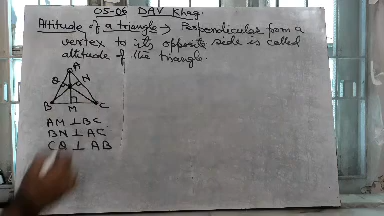 05-06 DAV Khag.
Altitude of a triangle → Perpendicular from a
vertex to its opposite side is called
altitude of the triangle.
A
Q N
B M C
AM ⊥ BC
BN ⊥ AC
CQ ⊥ AB